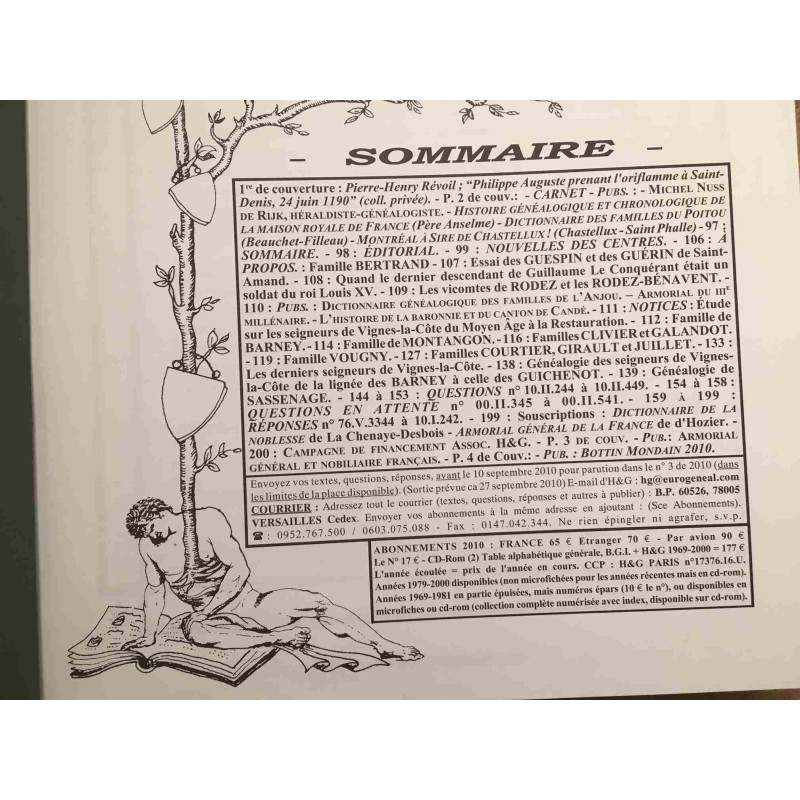 – SOMMAIRE –
1re de couverture : Pierre-Henry Révoil ; "Philippe Auguste prenant l'oriflamme à Saint-
Denis, 24 juin 1190" (coll. privée). - P. 2 de couv.: - CARNET - PUBS. : - MICHEL NUSS
DE RIJK, HÉRALDISTE-GÉNÉALOGISTE. - HISTOIRE GÉNÉALOGIQUE ET CHRONOLOGIQUE DE
LA MAISON ROYALE DE FRANCE (Père Anselme) - DICTIONNAIRE DES FAMILLES DU POITOU
(Beauchet-Filleau) - MONTRÉAL À SIRE DE CHASTELLUX ! (Chastellux - Saint Phalle) - 97 :
SOMMAIRE. - 98 : ÉDITORIAL. - 99 : NOUVELLES DES CENTRES. - 106 : A
PROPOS. : Famille BERTRAND - 107 : Essai des GUESPIN et des GUÉRIN de Saint-
Amand. - 108 : Quand le dernier descendant de Guillaume Le Conquérant était un
soldat du roi Louis XV. - 109 : Les vicomtes de RODEZ et les RODEZ-BÉNAVENT. -
110 : PUBS. : DICTIONNAIRE GÉNÉALOGIQUE DES FAMILLES DE L'ANJOU. – ARMORIAL DU IIIE
MILLÉNAIRE. - L'HISTOIRE DE LA BARONNIE ET DU CANTON DE CANDÉ. - 111 : NOTICES : Étude
sur les seigneurs de Vignes-la-Côte du Moyen Âge à la Restauration. - 112 : Famille de
BARNEY. - 114 : Famille de MONTANGON. - 116 : Familles CLIVIER et GALANDOT.
- 119 : Famille VOUGNY. - 127 : Familles COURTIER, GIRAULT et JUILLET. - 133 :
Les derniers seigneurs de Vignes-la-Côte. - 138 : Généalogie des seigneurs de Vignes-
la-Côte de la lignée des BARNEY à celle des GUICHENOT. - 139 : Généalogie de
SASSENAGE. - 144 à 153 : QUESTIONS n° 10.II.244 à 10.II.449. - 154 à 158 :
QUESTIONS EN ATTENTE n° 00.II.345 à 00.II.541. - 159 À 199 :
RÉPONSES n° 76.V.3344 à 10.I.242. - 199 : Souscriptions : DICTIONNAIRE DE LA
NOBLESSE de La Chenaye-Desbois - ARMORIAL GÉNÉRAL DE LA FRANCE de d'Hozier. -
200 : CAMPAGNE DE FINANCEMENT ASSOC. H&G. - P. 3 DE COUV. - PUB.: ARMORIAL
GÉNÉRAL ET NOBILIAIRE FRANÇAIS. - P. 4 de Couv.: - PUB. : BOTTIN MONDAIN 2010.
Envoyez vos textes, questions, réponses, avant le 10 septembre 2010 pour parution dans le n° 3 de 2010 (dans
les limites de la place disponible). (Sortie prévue ca 27 septembre 2010) E-mail d'H&G : hg@eurogeneal.com
COURRIER : Adressez tout le courrier (textes, questions, réponses et autres à publier) : B.P. 60526, 78005
VERSAILLES Cedex. Envoyer vos abonnements à la même adresse en ajoutant : (Sce Abonnements).
☎ : 0952.767.500 / 0603.075.088 - Fax : 0147.042.344. Ne rien épingler ni agrafer, s.v.p.
ABONNEMENTS 2010 : FRANCE 65 € Etranger 70 € - Par avion 90 €
Le N° 17 € - CD-Rom (2) Table alphabétique générale, B.G.I. + H&G 1969-2000 = 177 €
L'année écoulée = prix de l'année en cours. CCP : H&G PARIS n°17376.16.U.
Années 1979-2000 disponibles (non microfichées pour les années récentes mais en cd-rom).
Années 1969-1981 en partie épuisées, mais numéros épars (10 € le n°), ou disponibles en
microfiches ou cd-rom (collection complète numérisée avec index, disponible sur cd-rom).